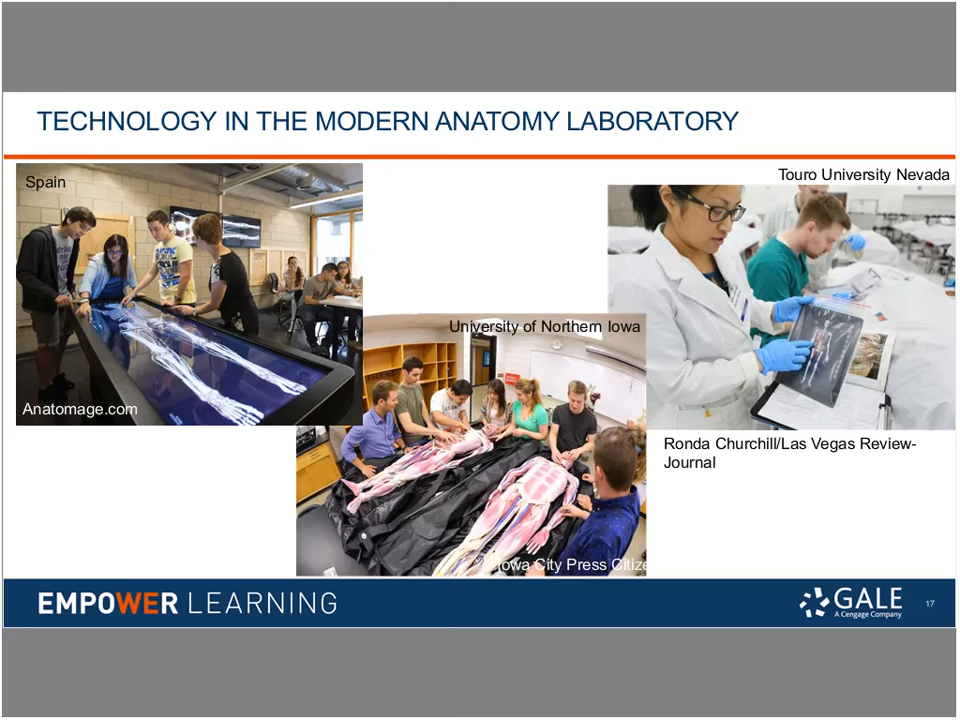 TECHNOLOGY IN THE MODERN ANATOMY LABORATORY
Spain
Touro University Nevada
University of Northern Iowa
Anatomage.com
Ronda Churchill/Las Vegas Review-
Journal
Iowa City Press Citize
EMPOWER LEARNING
GALE
A Cengage Company
17